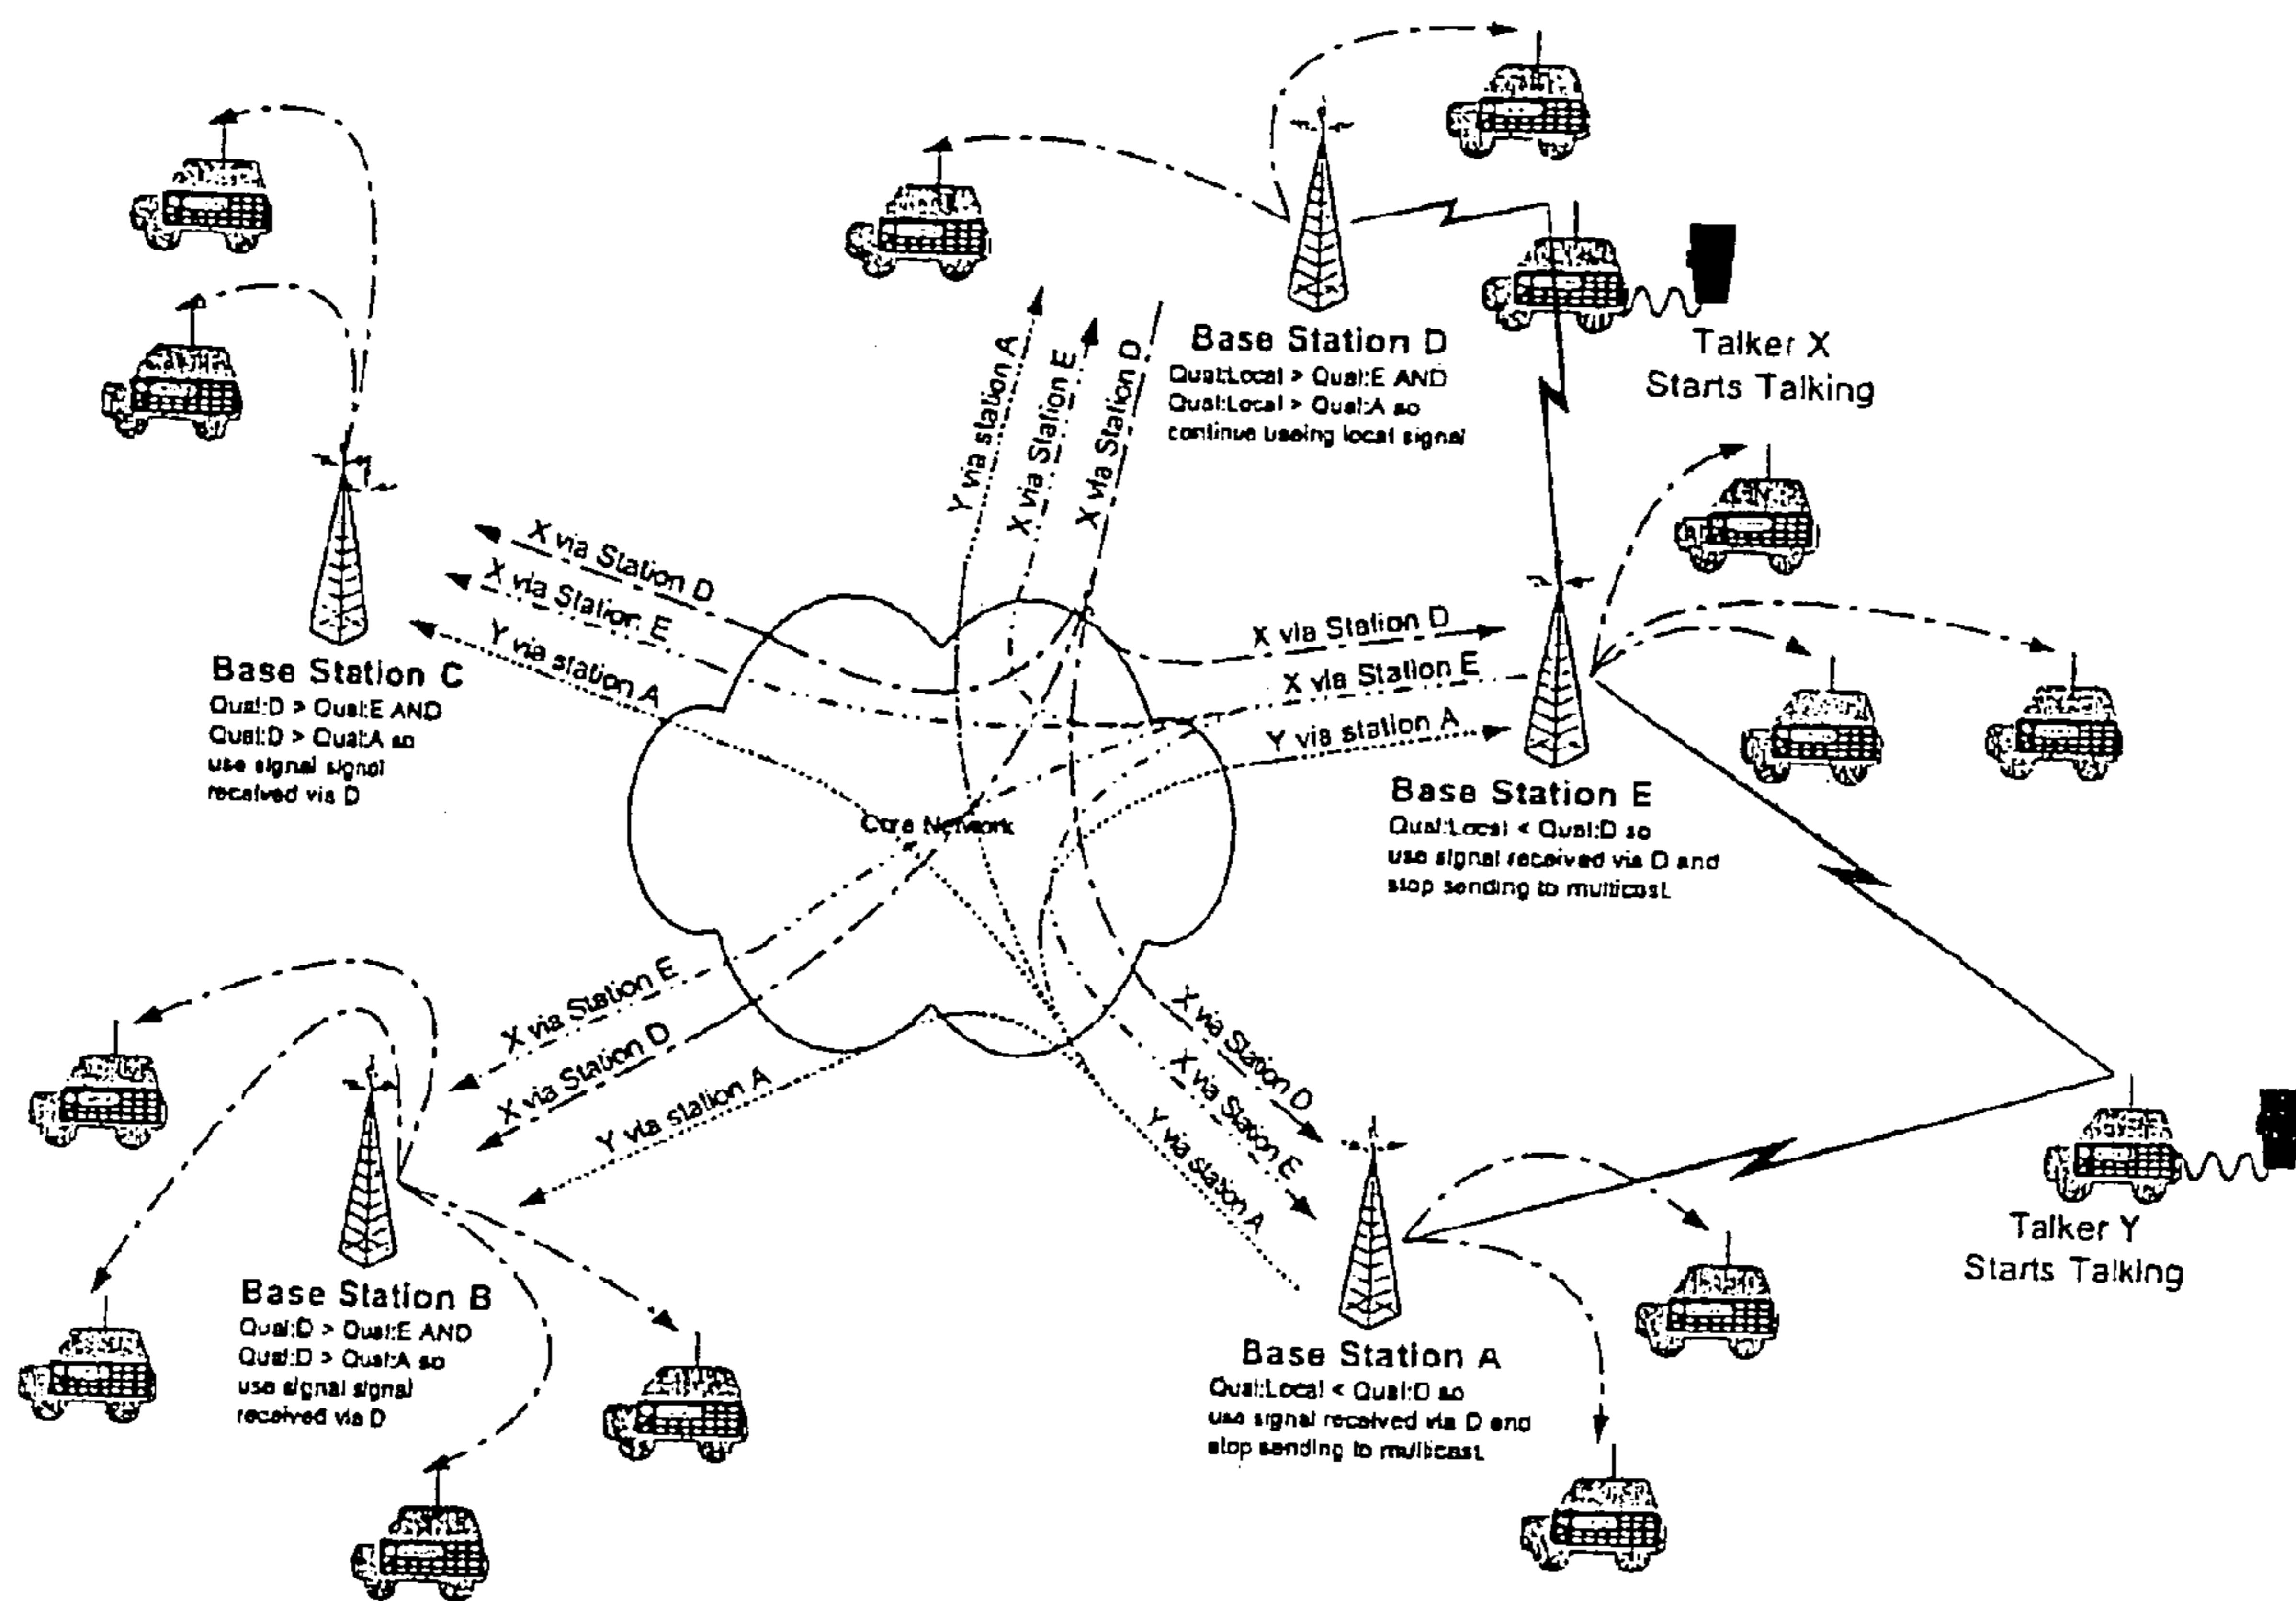 Base Station D
Qual:Local > Qual:E AND
Qual:Local > Qual:A so
continue useing local signal
Talker X
Starts Talking
Y via station A
X via Station E
X via Station D
X via Station D
X via Station E
Y via station A
Base Station C
Qual:D > Qual:E AND
Qual:D > Qual:A so
use signal signal
received via D
X via Station D
X via Station E
Y via station A
Base Station E
Qual:Local < Qual:D so
use signal received via D and
stop sending to multicast.
Core Network
X via Station E
X via Station D
Y via station A
X via Station D
X via Station E
Y via station A
Talker Y
Starts Talking
Base Station B
Qual:D > Qual:E AND
Qual:D > Qual:A so
use signal signal
received via D
Base Station A
Qual:Local < Qual:D so
use signal received via D and
stop sending to multicast.